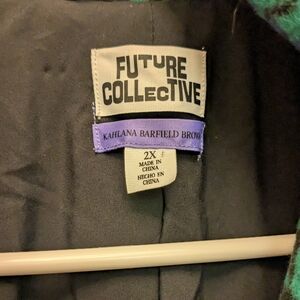 FUTURE
COLLECTIVE
KAHLANA BARFIELD BROWN
2X
MADE IN
CHINA
HECHO EN
CHINA